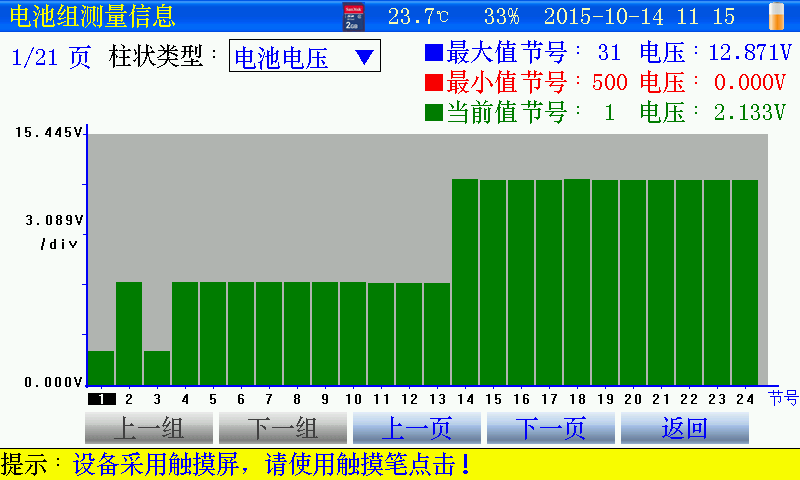 电池组测量信息 SanDisk 2GB 23.7℃ 33% 2015-10-14 11 15
1/21 页 柱状类型： 电池电压 ▼
最大值节号： 31 电压：12.871V
最小值节号：500 电压： 0.000V
当前值节号： 1 电压： 2.133V
15.445V
3.089V
/div
0.000V
1 2 3 4 5 6 7 8 9 10 11 12 13 14 15 16 17 18 19 20 21 22 23 24 节号
上一组 下一组 上一页 下一页 返回
提示：设备采用触摸屏，请使用触摸笔点击！